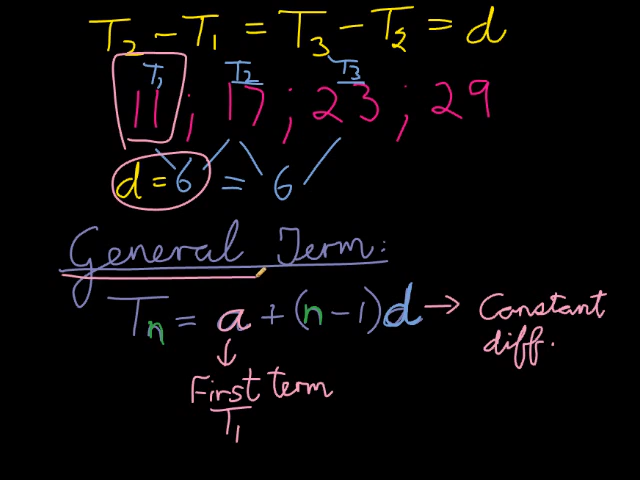 T₂ - T₁ = T₃ - T₂ = d
T₁ T₂ T₃
11 ; 17 ; 23 ; 29
d = 6 = 6
General Term:
Tn = a + (n - 1)d → Constant
diff.
↓
First term
T₁